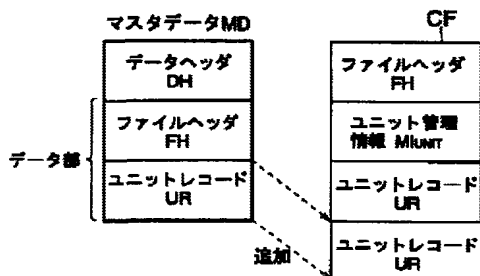 マスタデータMD
データヘッダ
DH
ファイルヘッダ
FH
ユニットレコード
UR
データ部
追加
CF
ファイルヘッダ
FH
ユニット管理
情報 MIUNIT
ユニットレコード
UR
ユニットレコード
UR